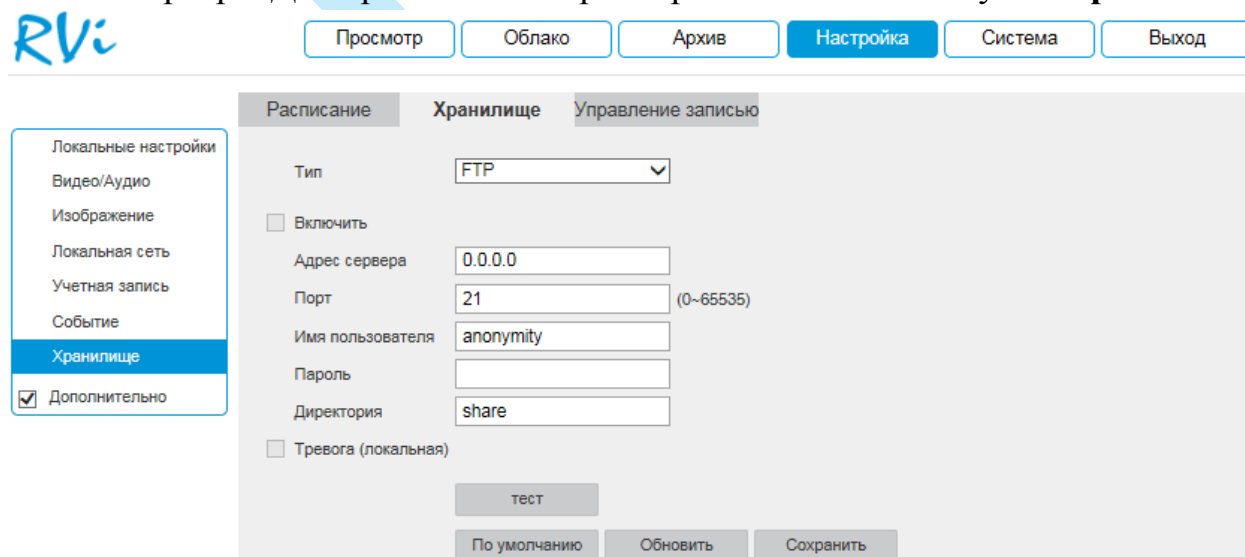 RVi
Просмотр Облако Архив Настройка Система Выход
Расписание Хранилище Управление записью
Локальные настройки
Видео/Аудио
Изображение
Локальная сеть
Учетная запись
Событие
Хранилище
Дополнительно
Тип FTP
Включить
Адрес сервера 0.0.0.0
Порт 21 (0~65535)
Имя пользователя anonymity
Пароль
Директория share
Тревога (локальная)
тест
По умолчанию Обновить Сохранить